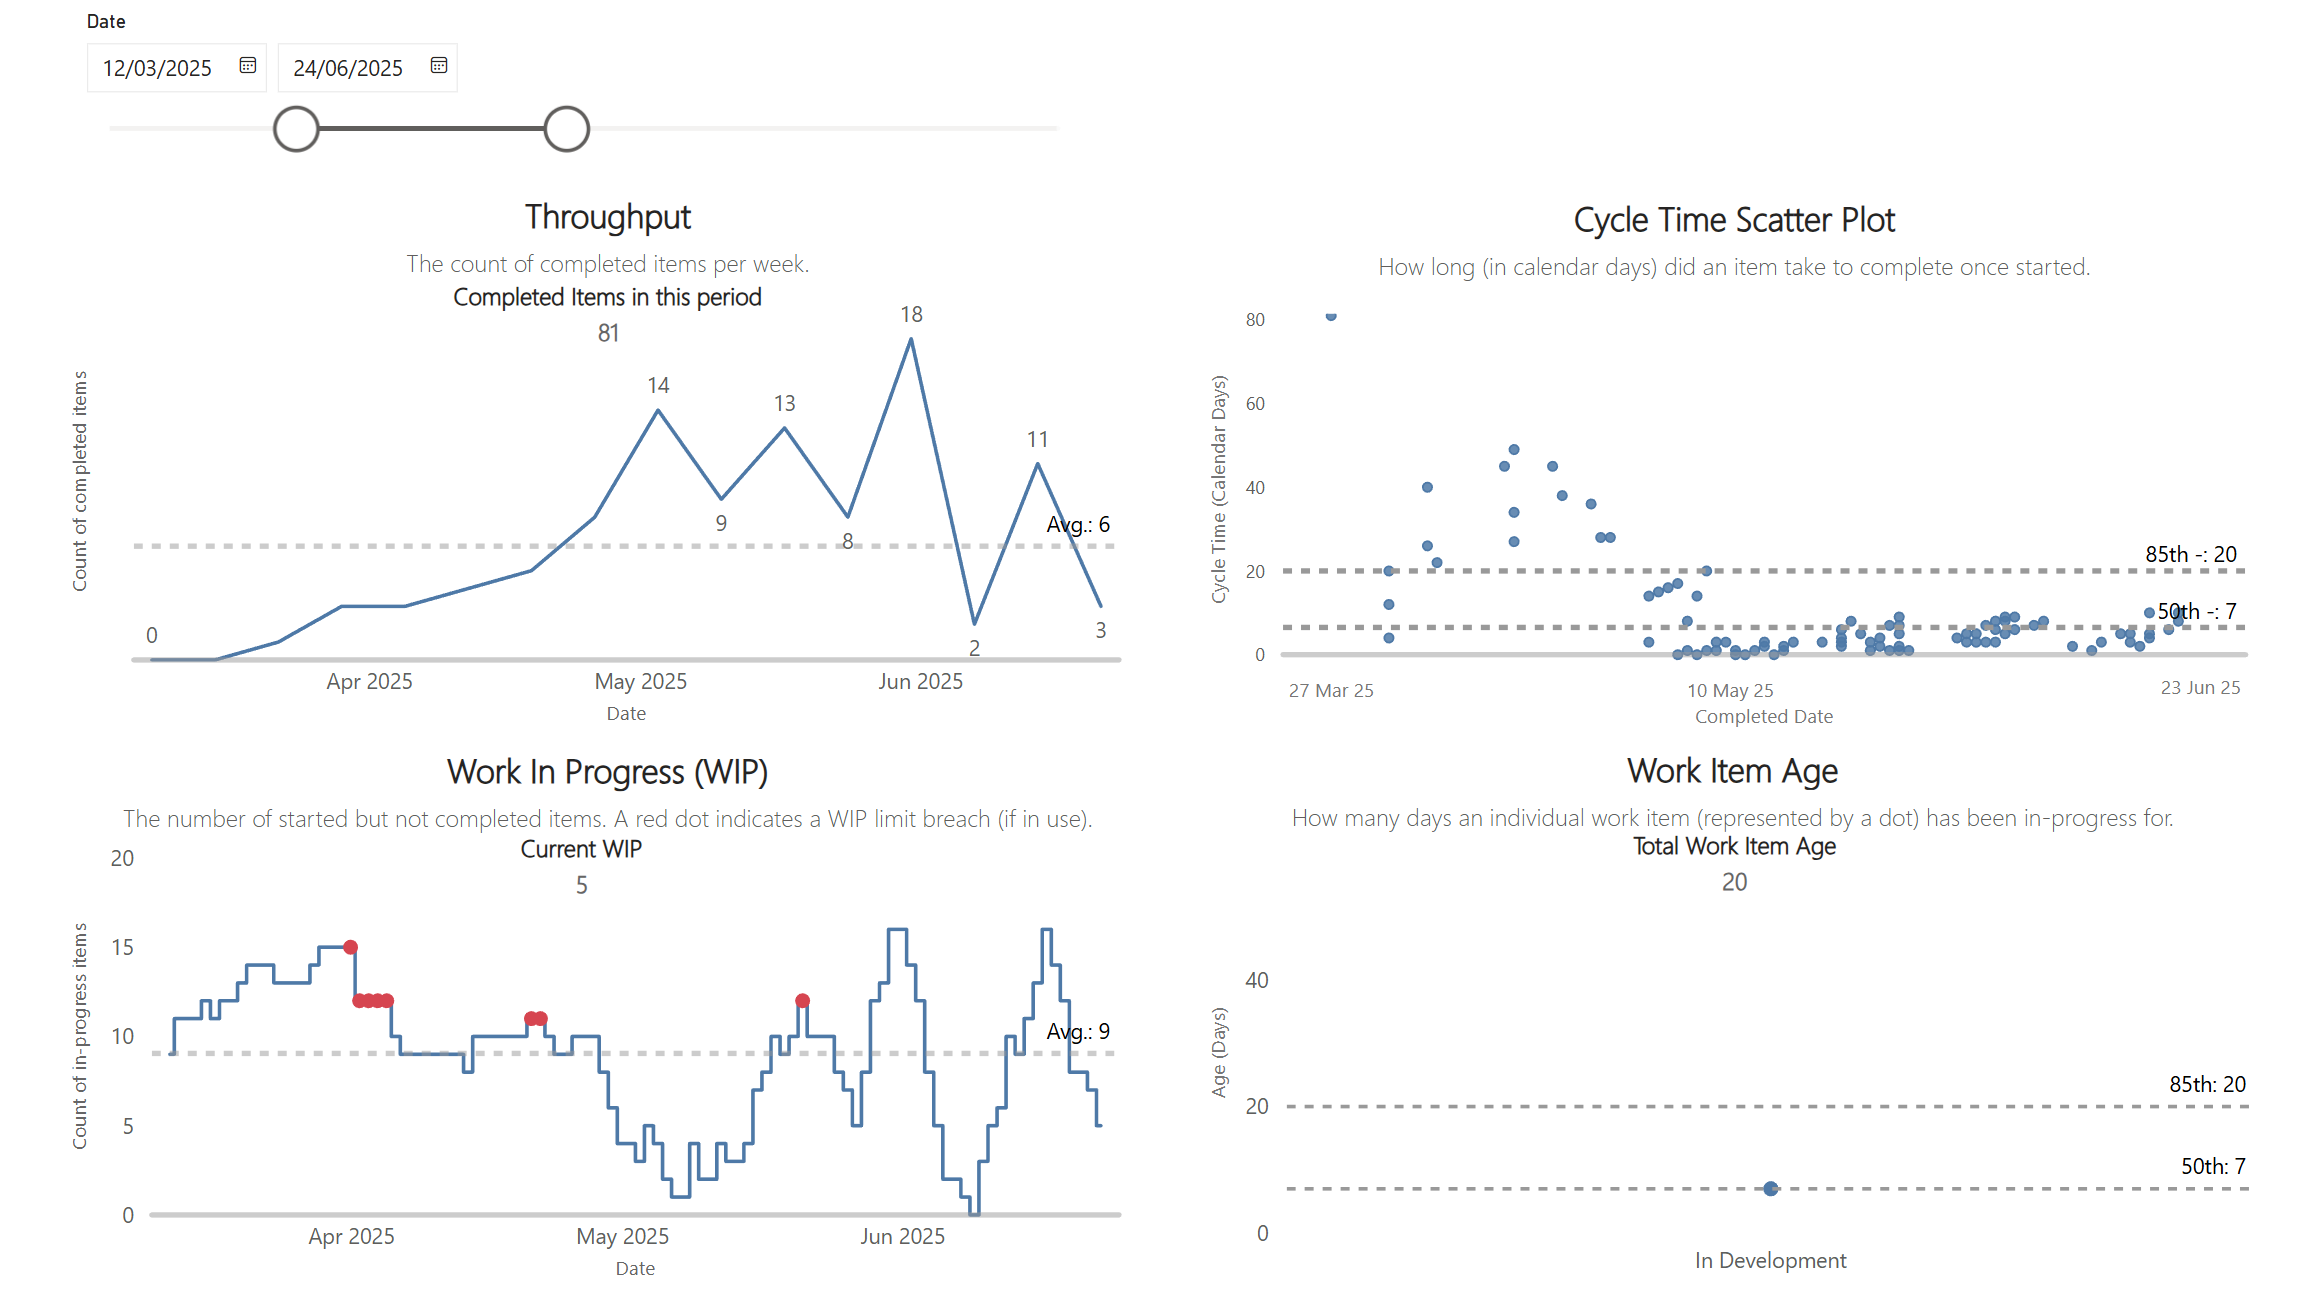 Date
12/03/2025 24/06/2025
Throughput
The count of completed items per week.
Completed Items in this period
81
Count of completed items
0
14
9
13
8
18
2
11
3
Avg.: 6
Apr 2025 May 2025 Jun 2025
Date
Cycle Time Scatter Plot
How long (in calendar days) did an item take to complete once started.
Cycle Time (Calendar Days)
80
60
40
20
0
85th -: 20
50th -: 7
27 Mar 25 10 May 25 23 Jun 25
Completed Date
Work In Progress (WIP)
The number of started but not completed items. A red dot indicates a WIP limit breach (if in use).
Current WIP
5
Count of in-progress items
20
15
10
5
0
Avg.: 9
Apr 2025 May 2025 Jun 2025
Date
Work Item Age
How many days an individual work item (represented by a dot) has been in-progress for.
Total Work Item Age
20
Age (Days)
40
20
0
85th: 20
50th: 7
In Development